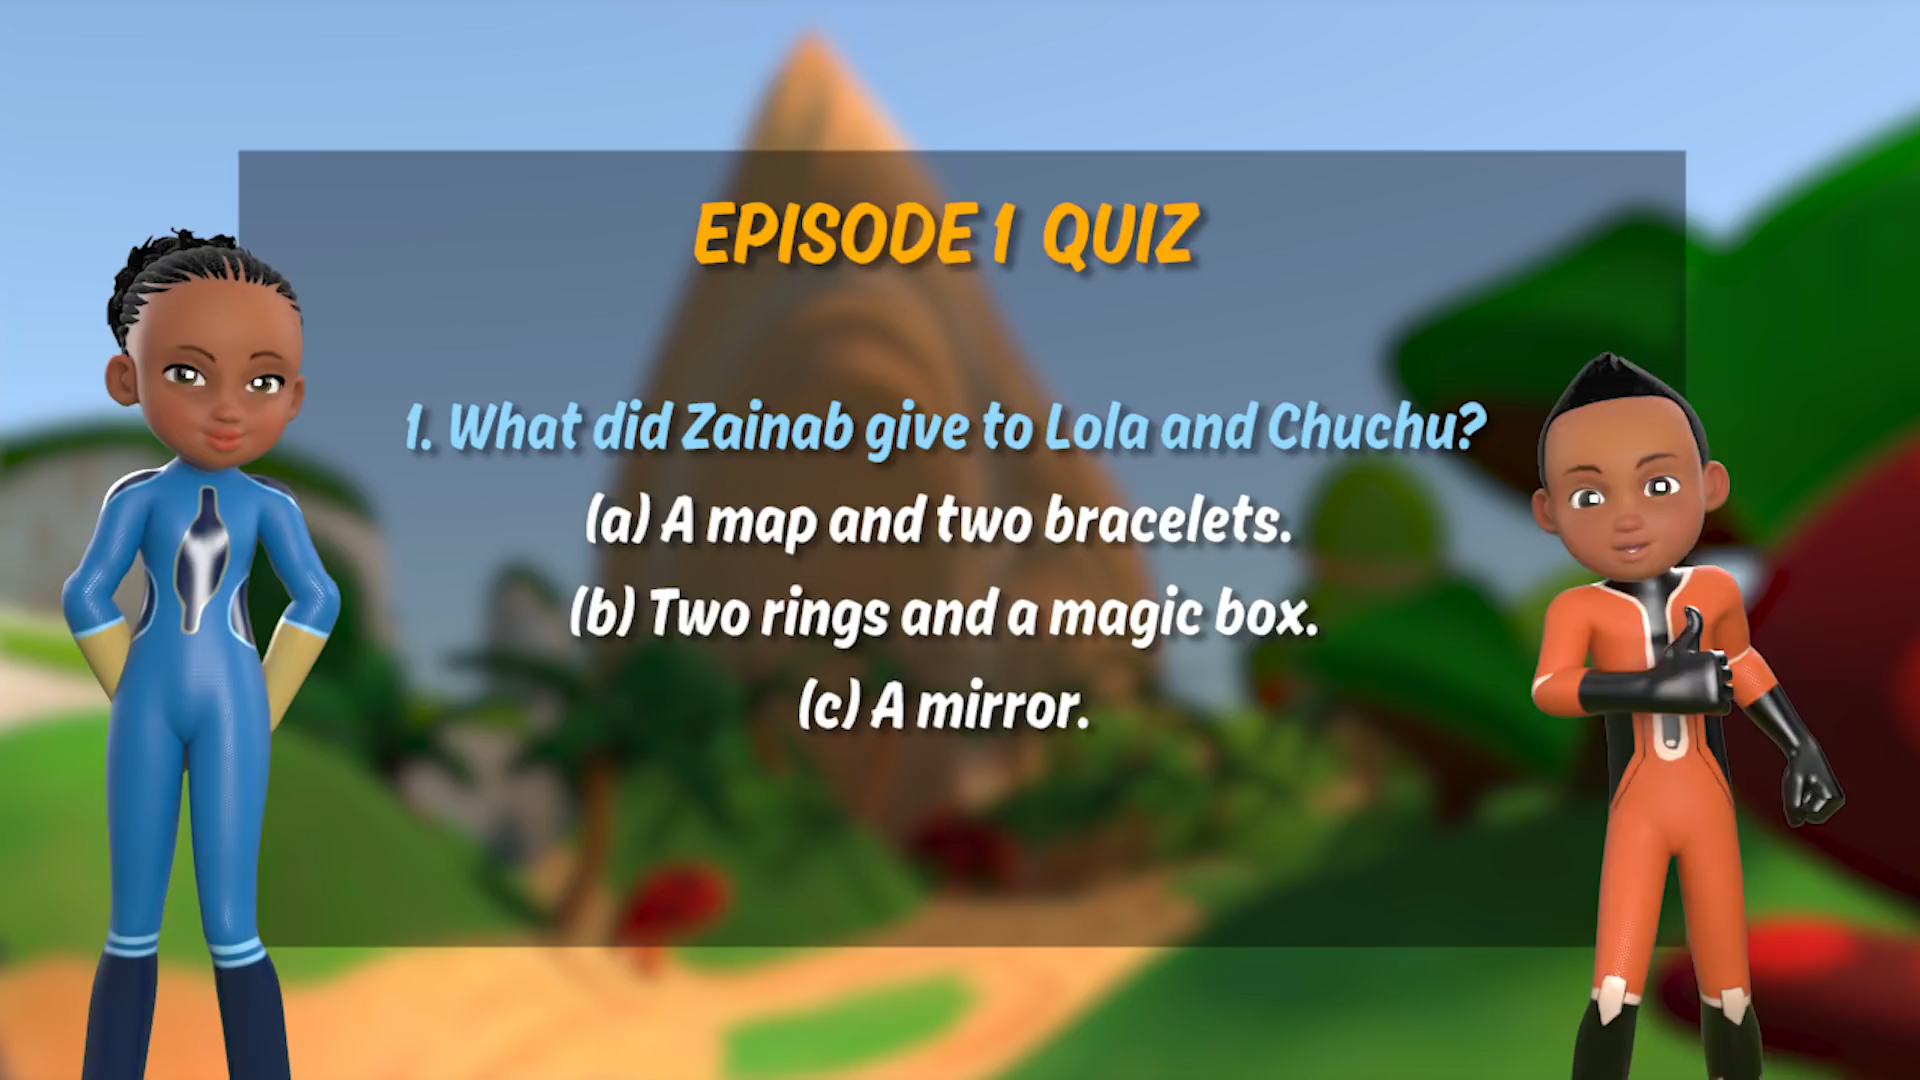 EPISODE 1 QUIZ
1. What did Zainab give to Lola and Chuchu?
(a) A map and two bracelets.
(b) Two rings and a magic box.
(c) A mirror.